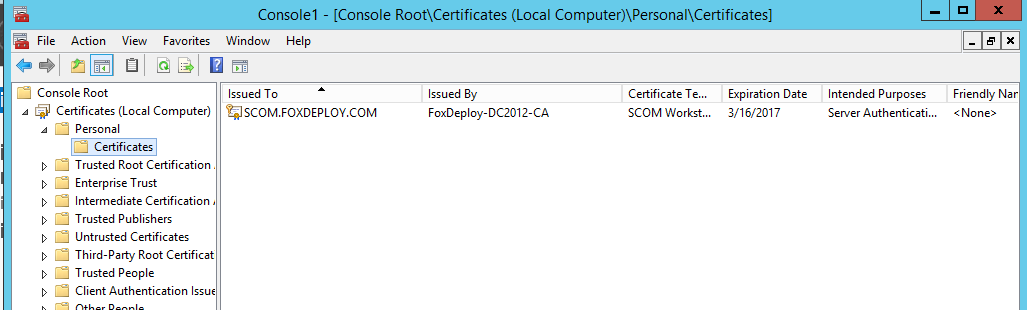 Console1 - [Console Root\Certificates (Local Computer)\Personal\Certificates]
File Action View Favorites Window Help
Console Root
Certificates (Local Computer)
Personal
Certificates
Trusted Root Certification
Enterprise Trust
Intermediate Certification
Trusted Publishers
Untrusted Certificates
Third-Party Root Certificat
Trusted People
Client Authentication Issue
Other People
Issued To Issued By Certificate Te... Expiration Date Intended Purposes Friendly Nan
SCOM.FOXDEPLOY.COM FoxDeploy-DC2012-CA SCOM Workst... 3/16/2017 Server Authenticati... <None>